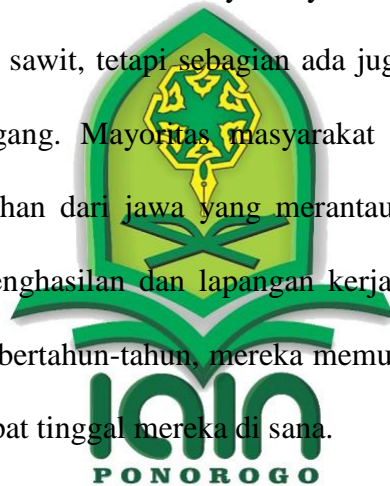 sawit, tetapi sebagian ada jug
gang. Mayoritas masyarakat
han dari jawa yang merantau
enghasilan dan lapangan kerja
bertahun-tahun, mereka memu
pat tinggal mereka di sana.
IAIN
PONOROGO